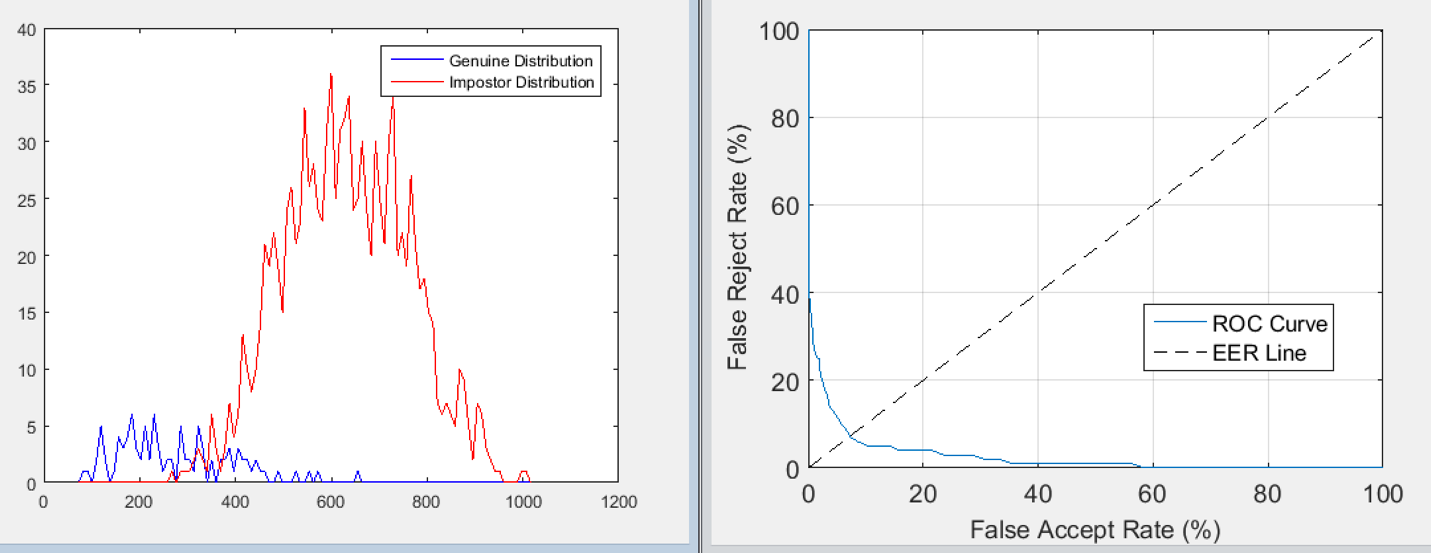 40
35
30
25
20
15
10
5
0
0 200 400 600 800 1000 1200
Genuine Distribution
Impostor Distribution
False Reject Rate (%)
100
80
60
40
20
0
0 20 40 60 80 100
False Accept Rate (%)
ROC Curve
EER Line